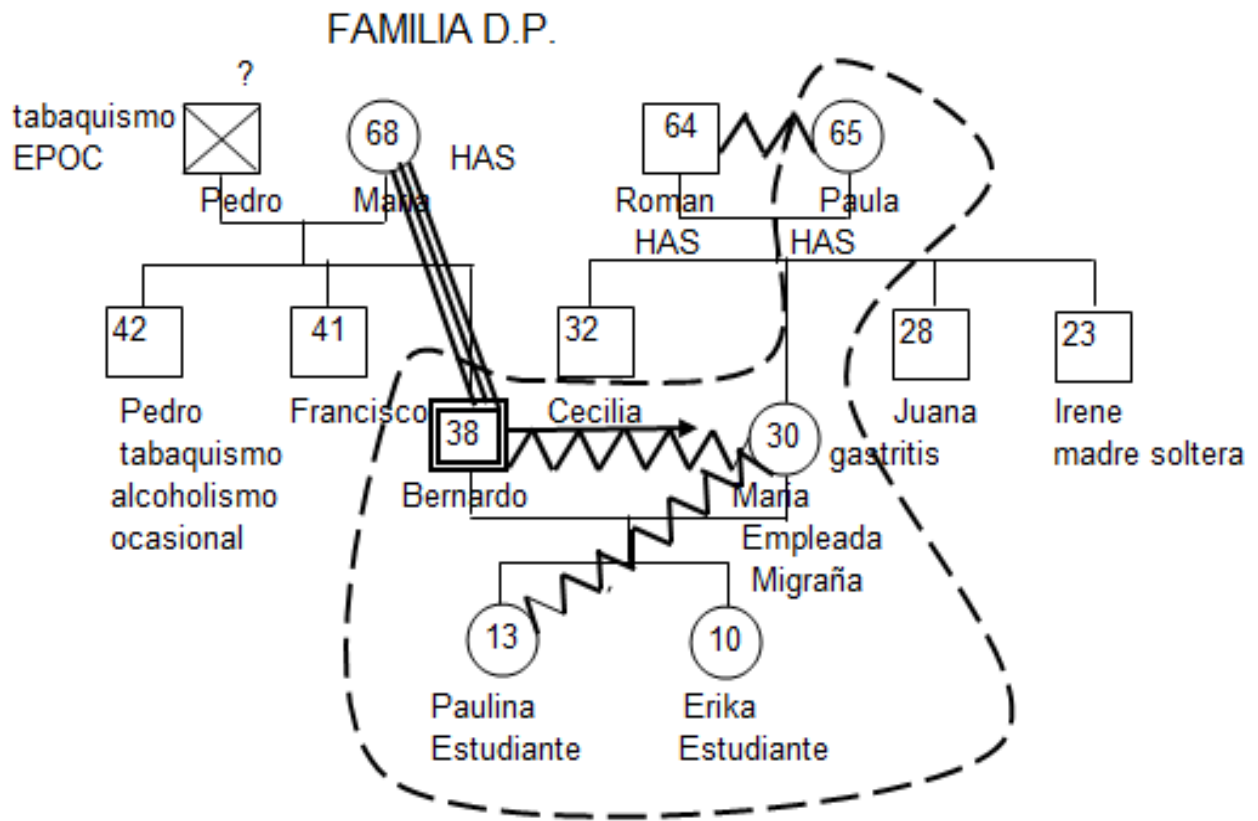 FAMILIA D.P.
?
tabaquismo
EPOC
68
HAS
64
65
Pedro
Maria
Roman
Paula
HAS
HAS
42
41
32
28
23
Pedro
tabaquismo
alcoholismo
ocasional
Francisco
38
Bernardo
Cecilia
30
gastritis
Maria
Empleada
Migraña
Juana
Irene
madre soltera
13
10
Paulina
Estudiante
Erika
Estudiante